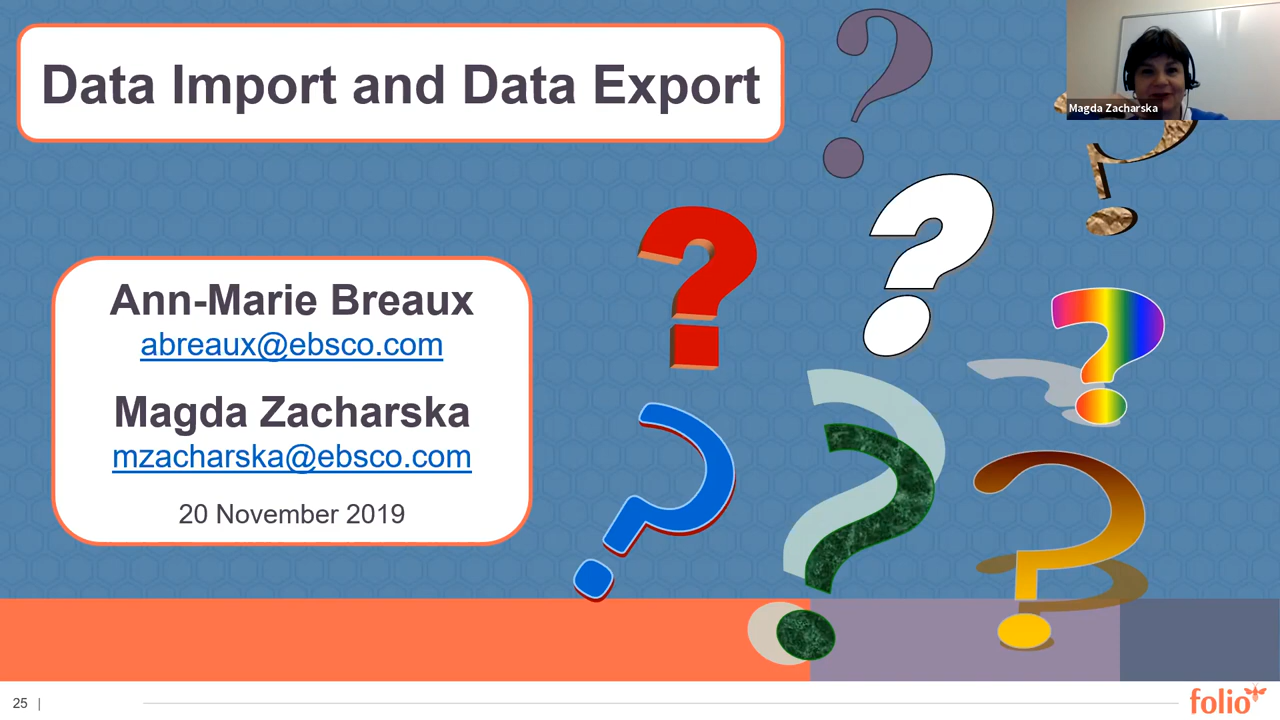 Data Import and Data Export
Magda Zacharska
Ann-Marie Breaux
abreaux@ebsco.com
Magda Zacharska
mzacharska@ebsco.com
20 November 2019
? ? ? ? ? ? ? ?
25 |
folio